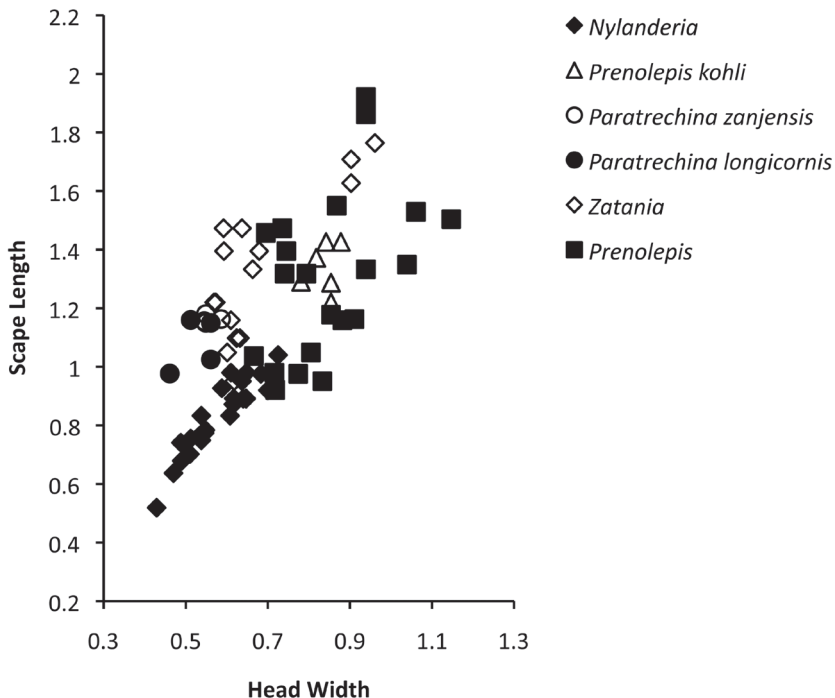 2.2
2
1.8
1.6
1.4
1.2
1
0.8
0.6
0.4
0.2
Scape Length
0.3 0.5 0.7 0.9 1.1 1.3
Head Width
Nylanderia
Prenolepis kohli
Paratrechina zanjensis
Paratrechina longicornis
Zatania
Prenolepis